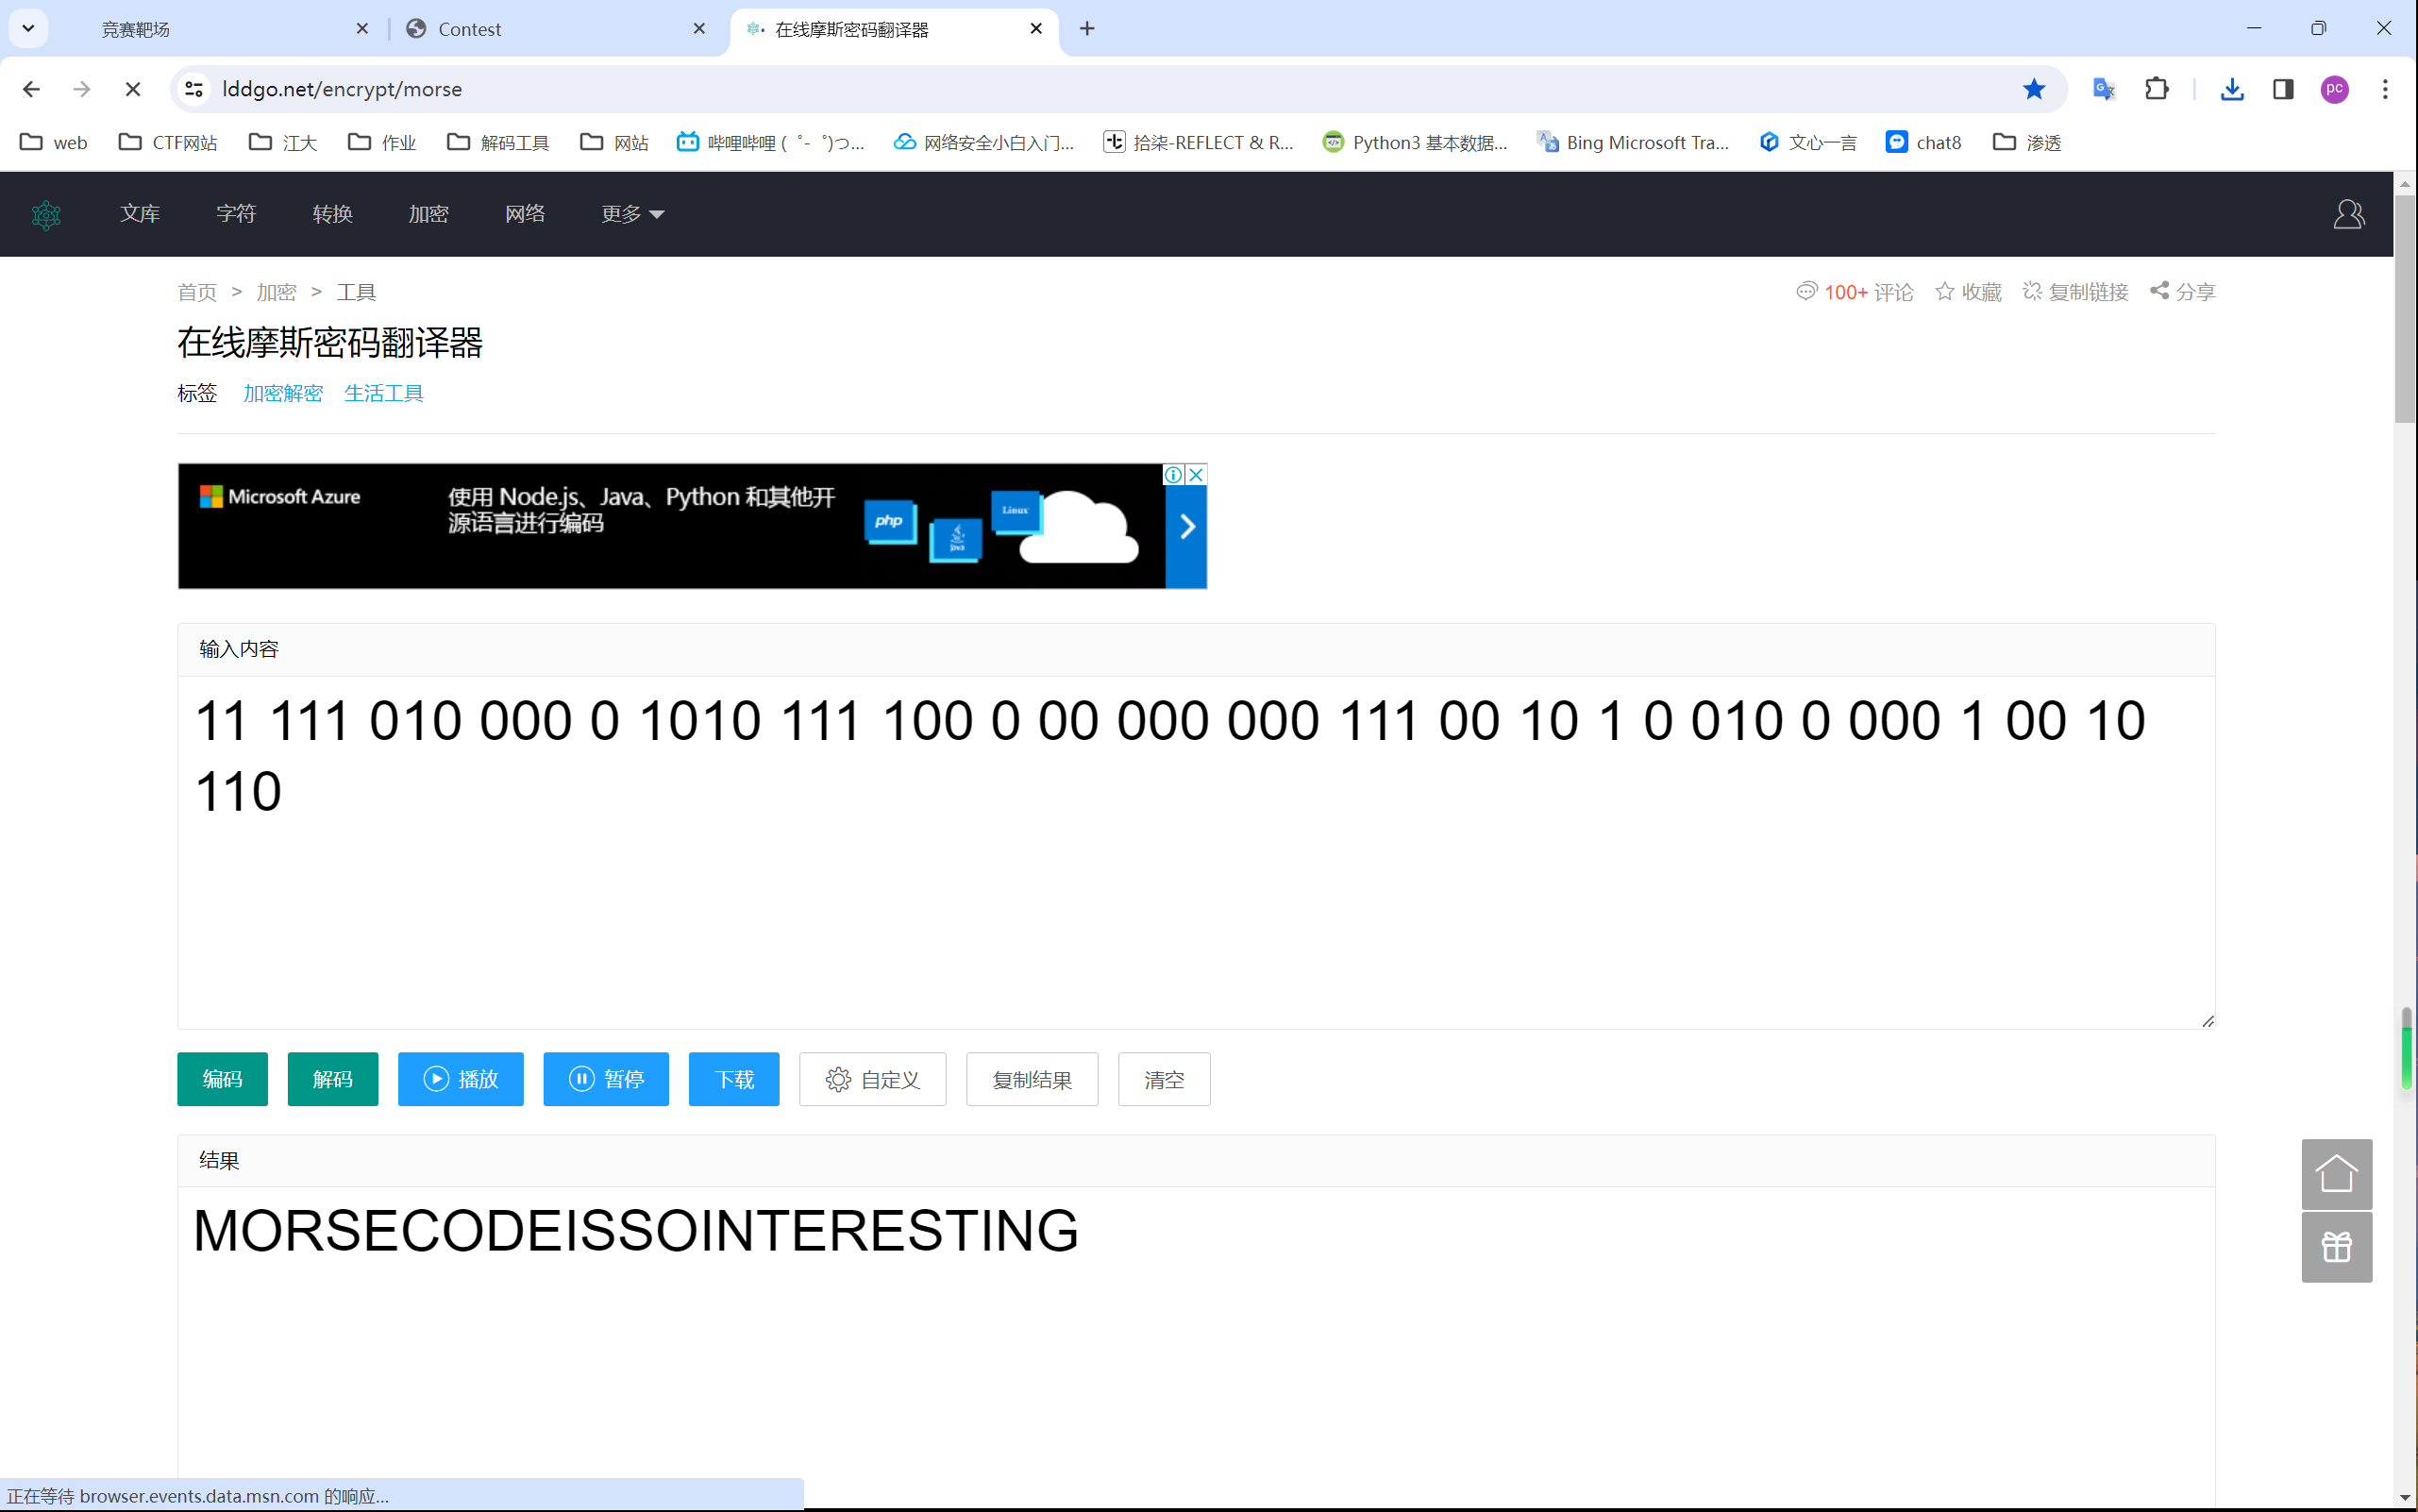 竞赛靶场
Contest
在线摩斯密码翻译器
lddgo.net/encrypt/morse
pc
web CTF网站 江大 作业 解码工具 网站 哔哩哔哩 (゜-゜)つ... 网络安全小白入门... 拾柒-REFLECT & R... Python3 基本数据... Bing Microsoft Tra... 文心一言 chat8 渗透
文库 字符 转换 加密 网络 更多
首页 > 加密 > 工具
100+ 评论 收藏 复制链接 分享
在线摩斯密码翻译器
标签 加密解密 生活工具
Microsoft Azure
使用 Node.js、Java、Python 和其他开
源语言进行编码
php
Java
Linux
输入内容
11 111 010 000 0 1010 111 100 0 00 000 000 111 00 10 1 0 010 0 000 1 00 10
110
编码 解码 播放 暂停 下载 自定义 复制结果 清空
结果
MORSECODEISSOINTERESTING
正在等待 browser.events.data.msn.com 的响应...